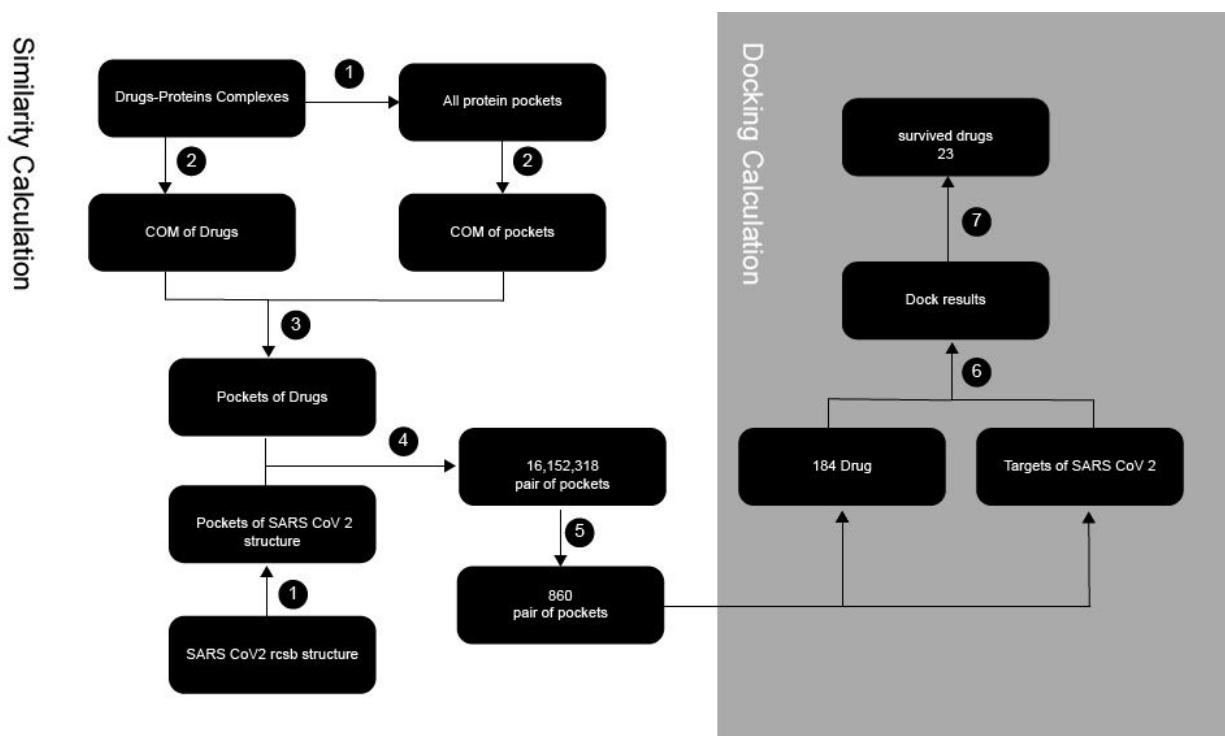 Similarity Calculation
Drugs-Proteins Complexes
1
All protein pockets
2
2
COM of Drugs
COM of pockets
3
Pockets of Drugs
4
16,152,318
pair of pockets
Pockets of SARS CoV 2
structure
5
1
860
pair of pockets
SARS CoV2 rcsb structure
Docking Calculation
survived drugs
23
7
Dock results
6
184 Drug
Targets of SARS CoV 2